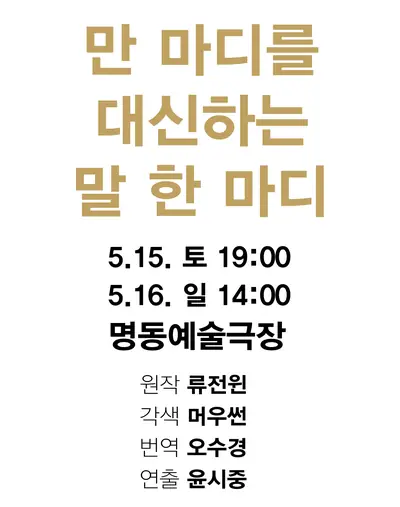 만 마디를
대신하는
말 한 마디
5.15. 토 19:00
5.16. 일 14:00
명동예술극장
원작 류전윈
각색 머우썬
번역 오수경
연출 윤시중